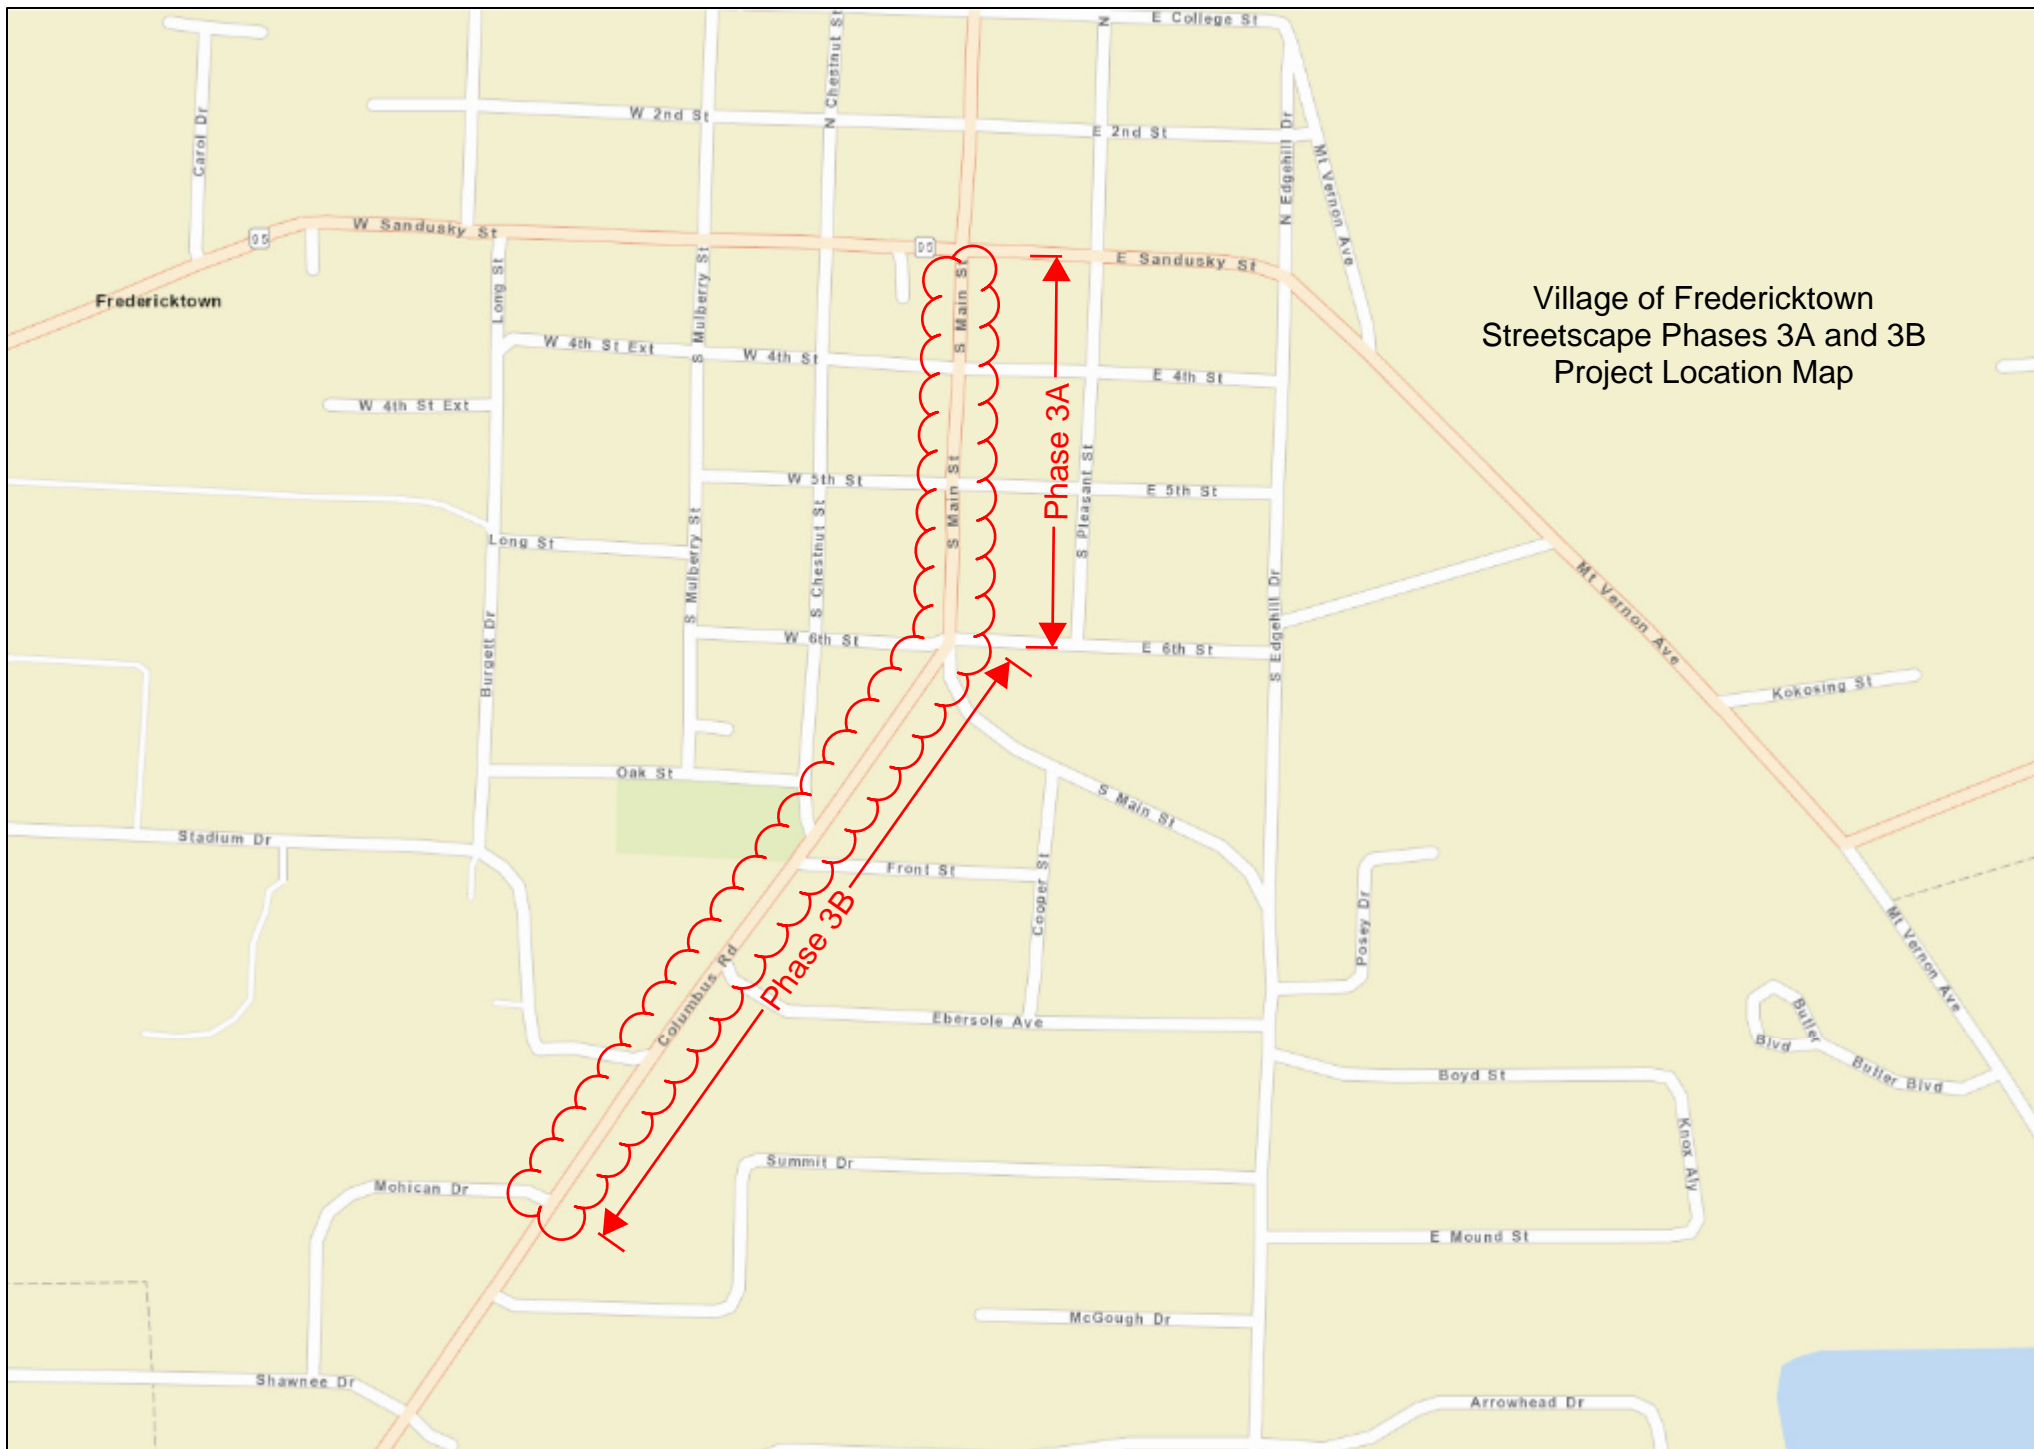 E College St
N
N Chestnut St
W 2nd St
E 2nd St
Carol Dr
N Edgehill Dr
Mt Vernon Ave
W Sandusky St
95
E Sandusky St
Fredericktown
Village of Fredericktown
Streetscape Phases 3A and 3B
Project Location Map
Long St
S Mulberry St
S Main St
W 4th St Ext
W 4th St
E 4th St
W 4th St Ext
Phase 3A
W 5th St
E 5th St
S Main St
S Pleasant St
Long St
S Mulberry St
S Chestnut St
S Edgehill Dr
Mt Vernon Ave
Burgett Dr
W 6th St
E 6th St
Kokosing St
Oak St
S Main St
Stadium Dr
Front St
Cooper St
Phase 3B
Posey Dr
Mt Vernon Ave
Columbus Rd
Ebersole Ave
Butler
Blvd
Butler Blvd
Boyd St
Knox Aly
Summit Dr
Mohican Dr
E Mound St
McGough Dr
Shawnee Dr
Arrowhead Dr